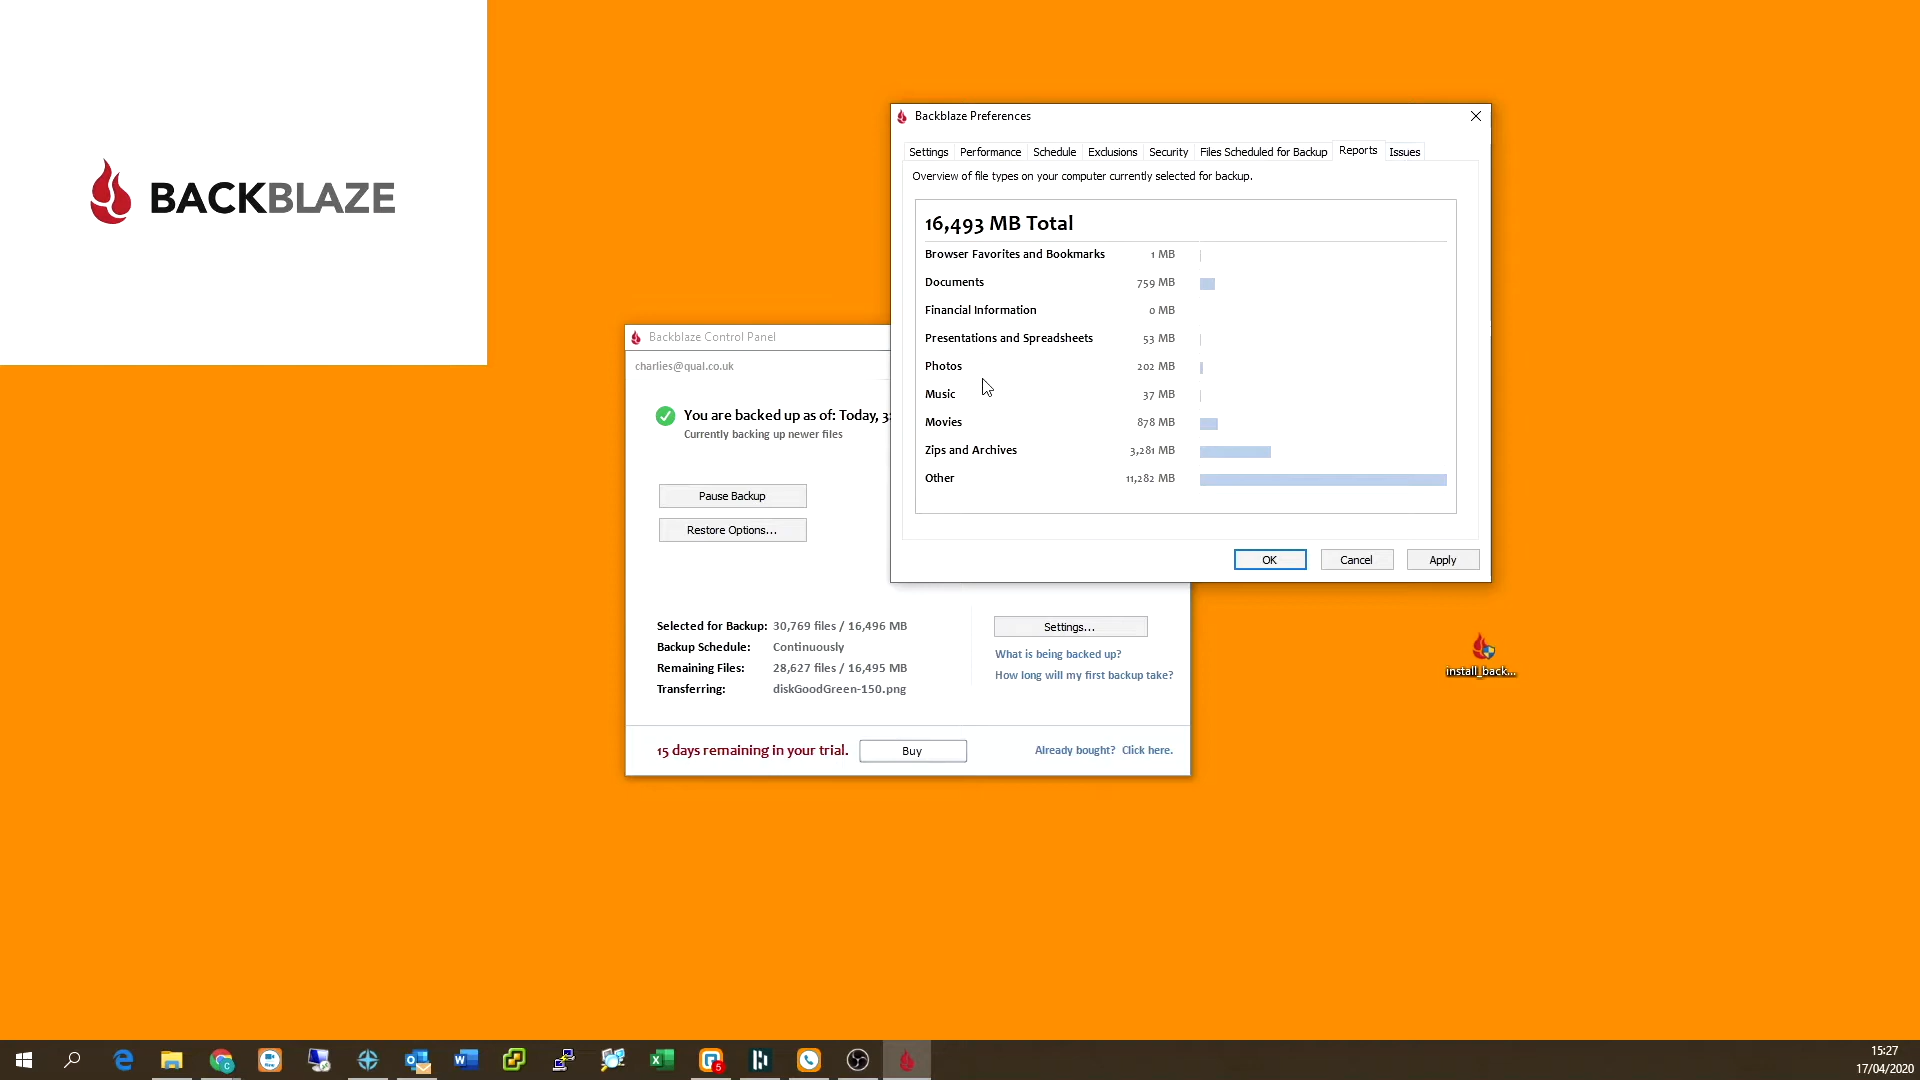 BACKBLAZE
Backblaze Preferences
Settings Performance Schedule Exclusions Security Files Scheduled for Backup Reports Issues
Overview of file types on your computer currently selected for backup.
16,493 MB Total
Browser Favorites and Bookmarks 1 MB
Documents 759 MB
Financial Information 0 MB
Presentations and Spreadsheets 53 MB
Photos 202 MB
Music 37 MB
Movies 878 MB
Zips and Archives 3,281 MB
Other 11,282 MB
OK Cancel Apply
Backblaze Control Panel
charlies@qual.co.uk
You are backed up as of: Today,
Currently backing up newer files
Pause Backup
Restore Options...
Selected for Backup: 30,769 files / 16,496 MB
Backup Schedule: Continuously
Remaining Files: 28,627 files / 16,495 MB
Transferring: diskGoodGreen-150.png
Settings...
What is being backed up?
How long will my first backup take?
15 days remaining in your trial.
Buy
Already bought? Click here.
install_back...
5
15:27
17/04/2020